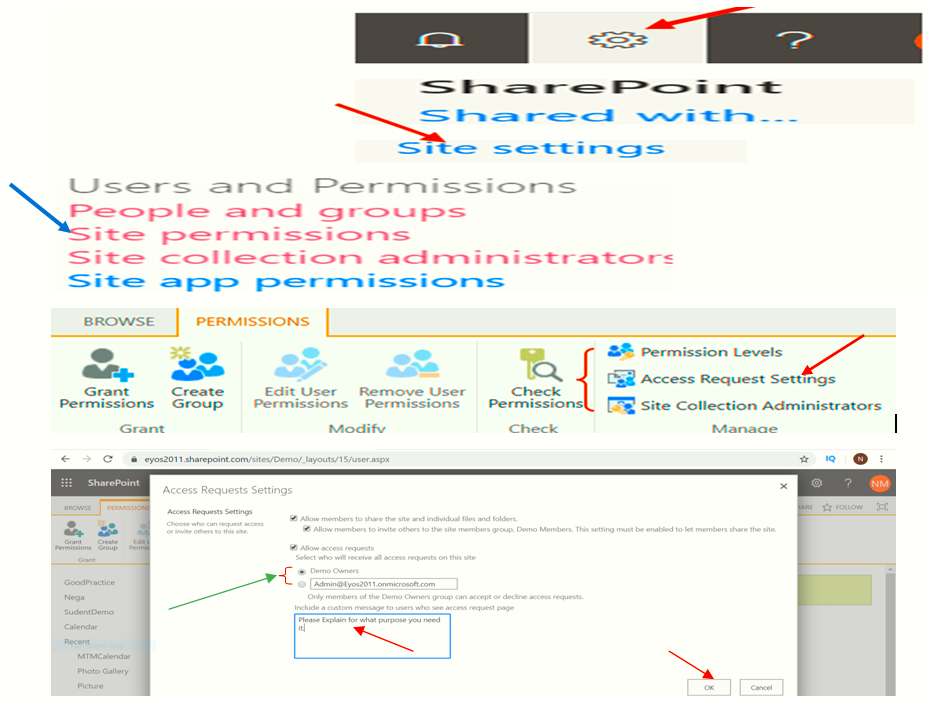 ?
SharePoint
Shared with...
Site settings
Users and Permissions
People and groups
Site permissions
Site collection administrators
Site app permissions
BROWSE PERMISSIONS
Grant Permissions
Create Group
Edit User Permissions
Remove User Permissions
Check Permissions
Permission Levels
Access Request Settings
Site Collection Administrators
Grant
Modify
Check
Manage
eyos2011.sharepoint.com/sites/Demo/_layouts/15/user.aspx
IQ
N
SharePoint
?
NM
BROWSE PERMISSIONS
ARE FOLLOW
Grant Permissions
Create Group
Edit U
Permis
Grant
GoodPractice
Nega
SudentDemo
Calendar
Recent
MTMCalendar
Photo Gallery
Picture
Access Requests Settings
Access Requests Settings
Choose who can request access
or invite others to this site.
Allow members to share the site and individual files and folders.
Allow members to invite others to the site members group, Demo Members. This setting must be enabled to let members share the site.
Allow access requests
Select who will receive all access requests on this site
Demo Owners
Admin@Eyos2011.onmicrosoft.com
Only members of the Demo Owners group can accept or decline access requests.
Include a custom message to users who see access request page
Please Explain for what purpose you need
it.
OK
Cancel